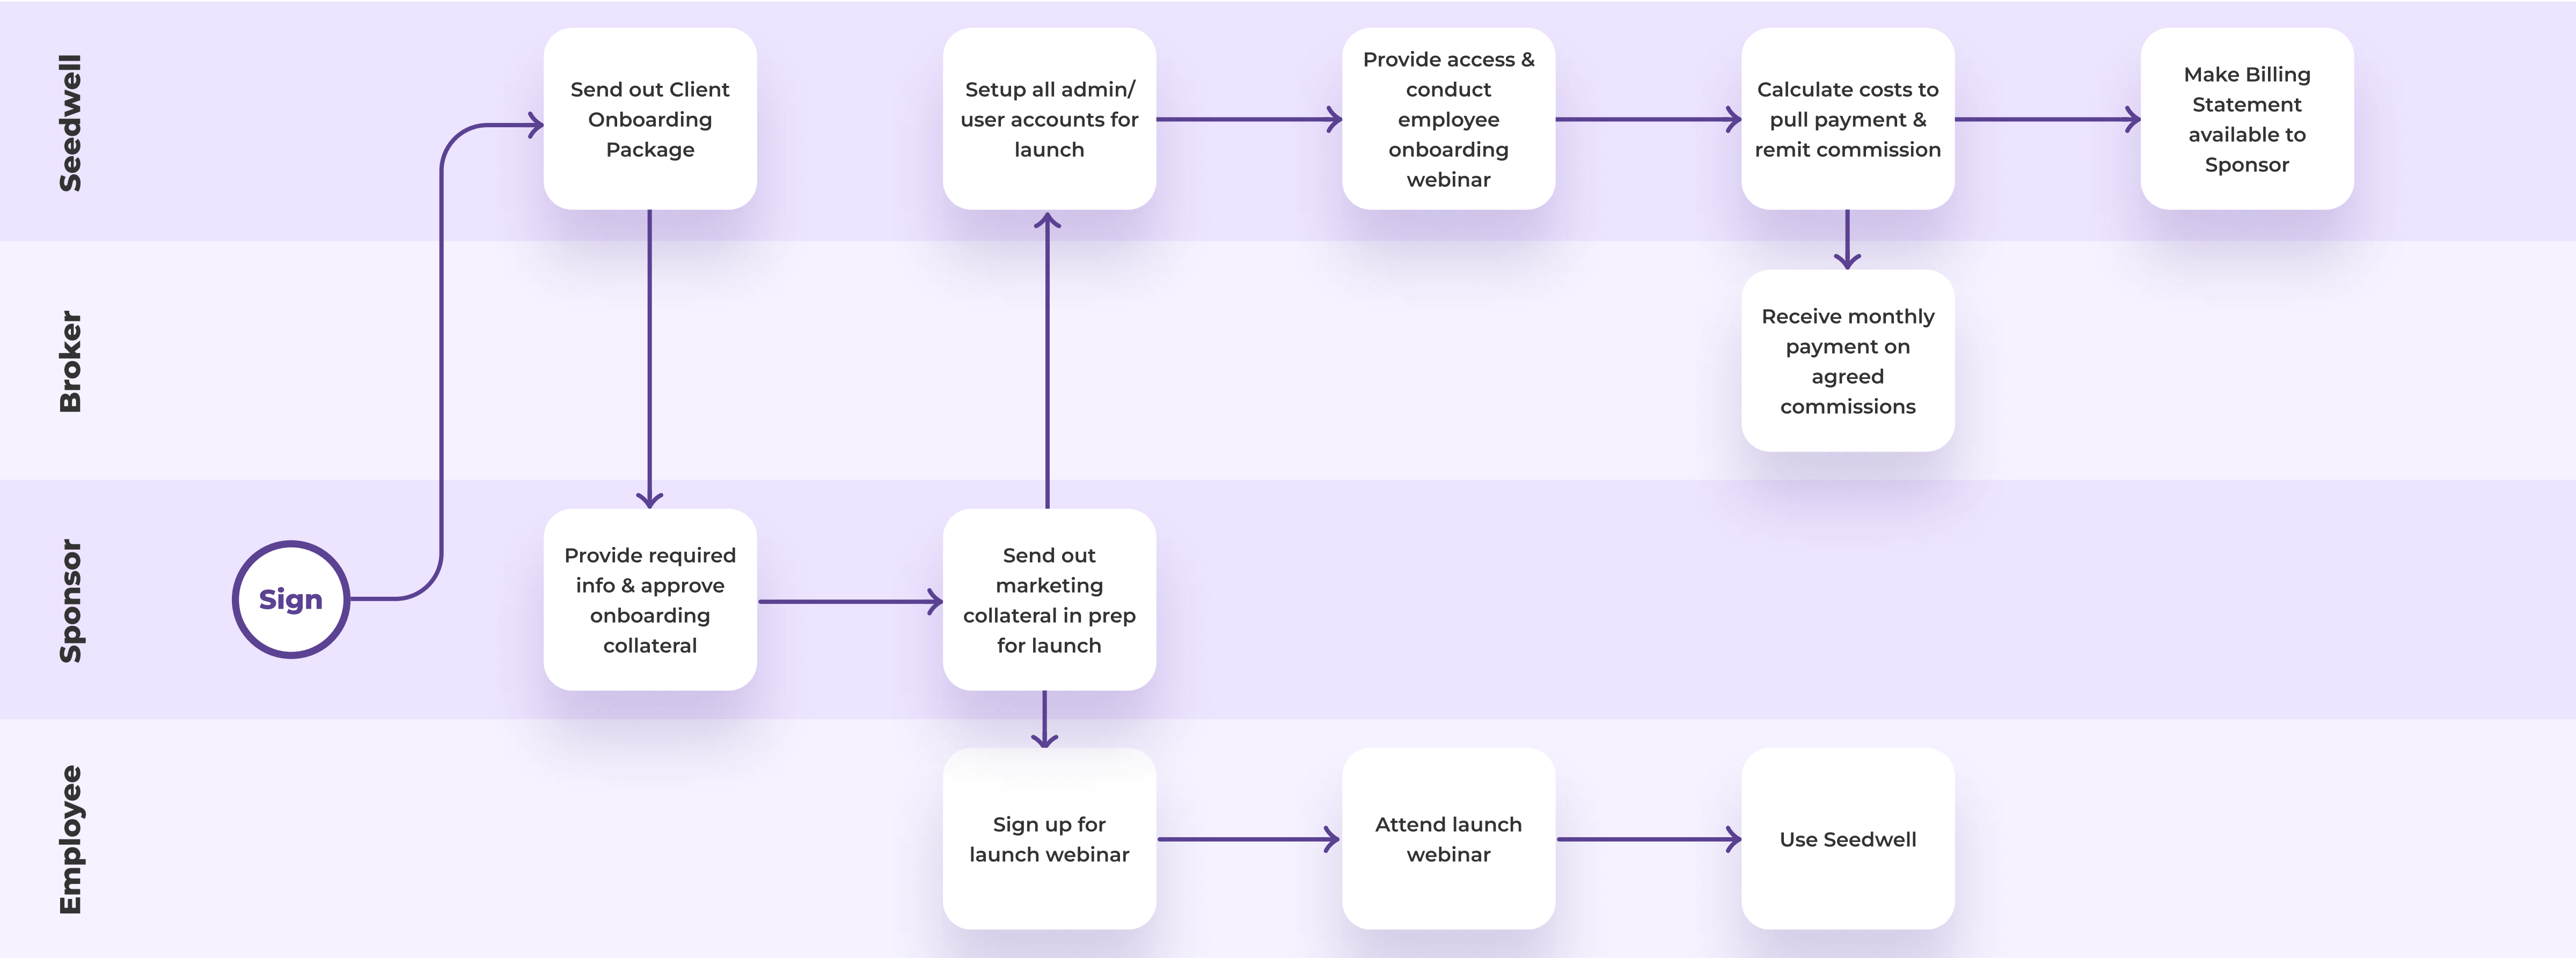 Seedwell
Send out Client
Onboarding
Package
Setup all admin/
user accounts for
launch
Provide access &
conduct
employee
onboarding
webinar
Calculate costs to
pull payment &
remit commission
Make Billing
Statement
available to
Sponsor
Broker
Receive monthly
payment on
agreed
commissions
Sponsor
Sign
Provide required
info & approve
onboarding
collateral
Send out
marketing
collateral in prep
for launch
Employee
Sign up for
launch webinar
Attend launch
webinar
Use Seedwell